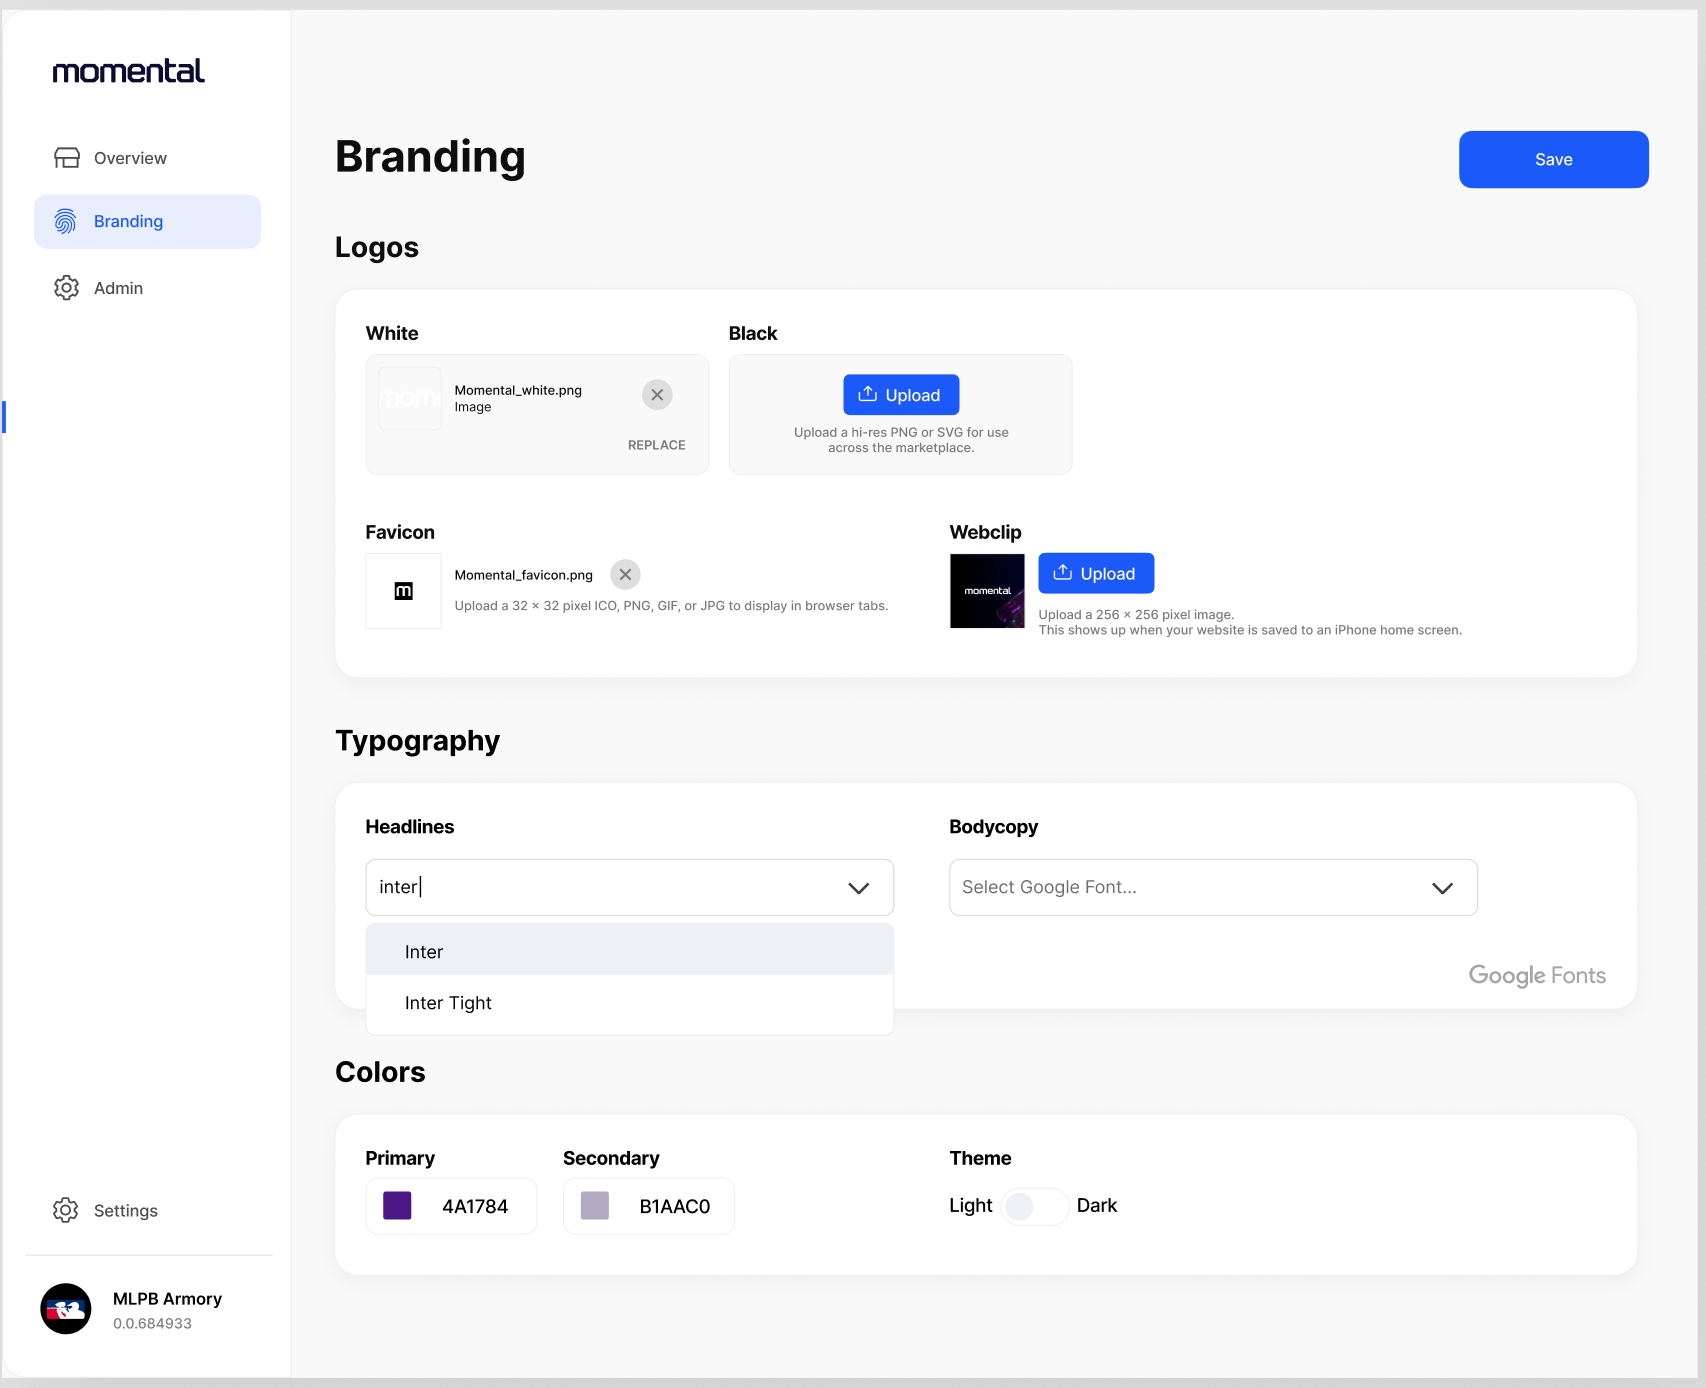 momental
Overview
Branding
Admin
Settings
MLPB Armory
0.0.684933
Branding
Save
Logos
White
Momental_white.png
Image
REPLACE
Black
Upload
Upload a hi-res PNG or SVG for use
across the marketplace.
Favicon
m
Momental_favicon.png
Upload a 32 × 32 pixel ICO, PNG, GIF, or JPG to display in browser tabs.
Webclip
momental
Upload
Upload a 256 × 256 pixel image.
This shows up when your website is saved to an iPhone home screen.
Typography
Headlines
inter
Inter
Inter Tight
Bodycopy
Select Google Font...
Google Fonts
Colors
Primary
4A1784
Secondary
B1AAC0
Theme
Light
Dark